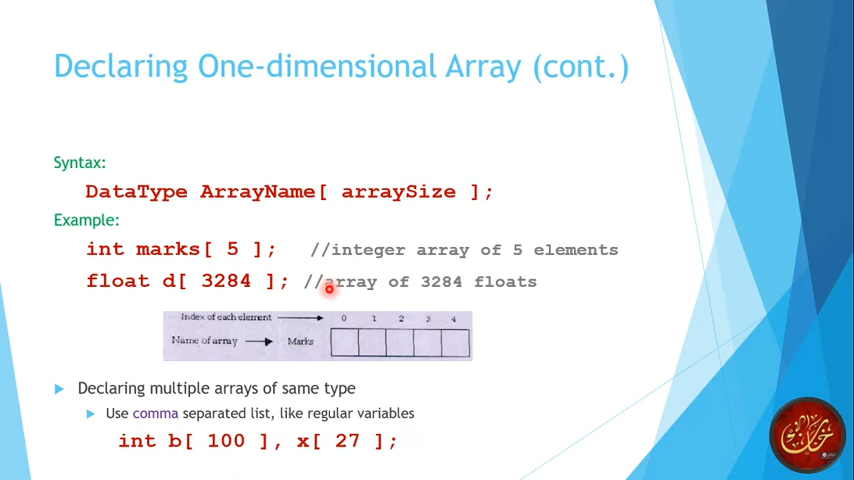 Declaring One-dimensional Array (cont.)
Syntax:
DataType ArrayName[ arraySize ];
Example:
int marks[ 5 ]; //integer array of 5 elements
float d[ 3284 ]; //array of 3284 floats
Index of each element 0 1 2 3 4
Name of array Marks
Declaring multiple arrays of same type
Use comma separated list, like regular variables
int b[ 100 ], x[ 27 ];